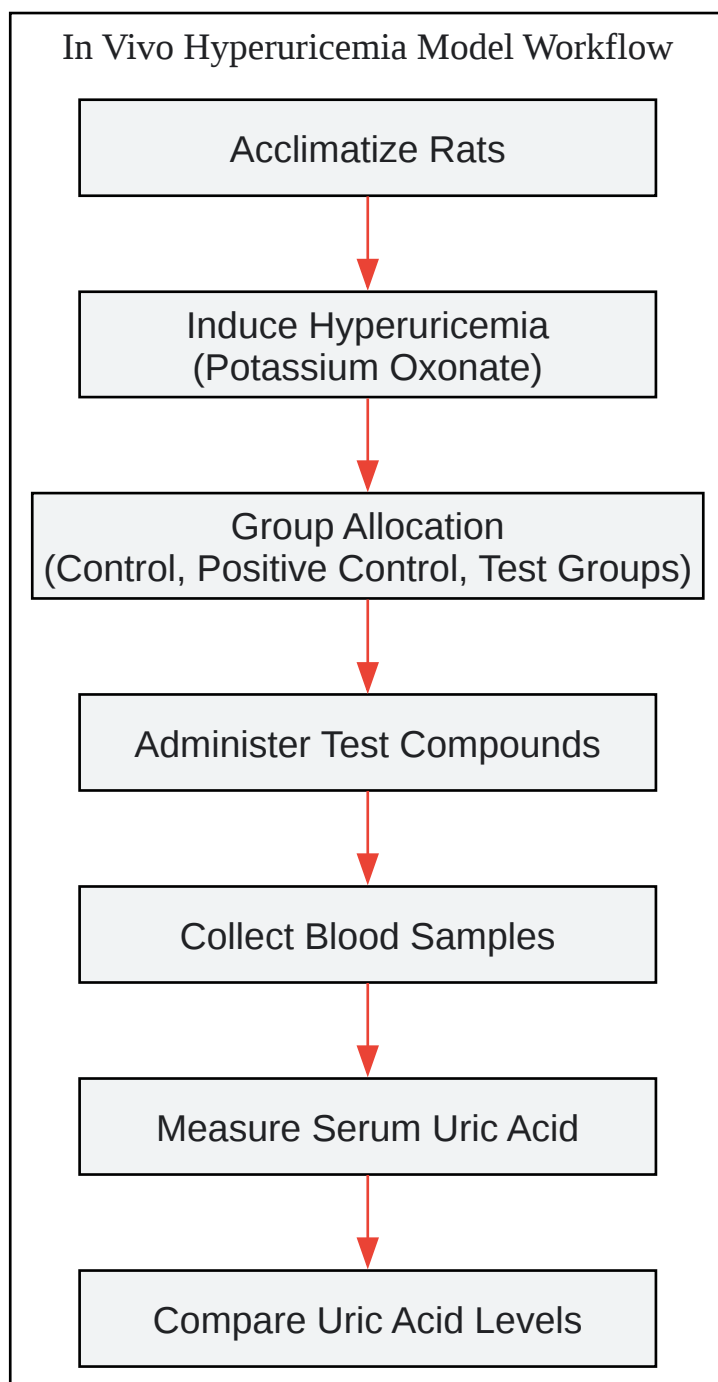 In Vivo Hyperuricemia Model Workflow
Acclimatize Rats
Induce Hyperuricemia
(Potassium Oxonate)
Group Allocation
(Control, Positive Control, Test Groups)
Administer Test Compounds
Collect Blood Samples
Measure Serum Uric Acid
Compare Uric Acid Levels